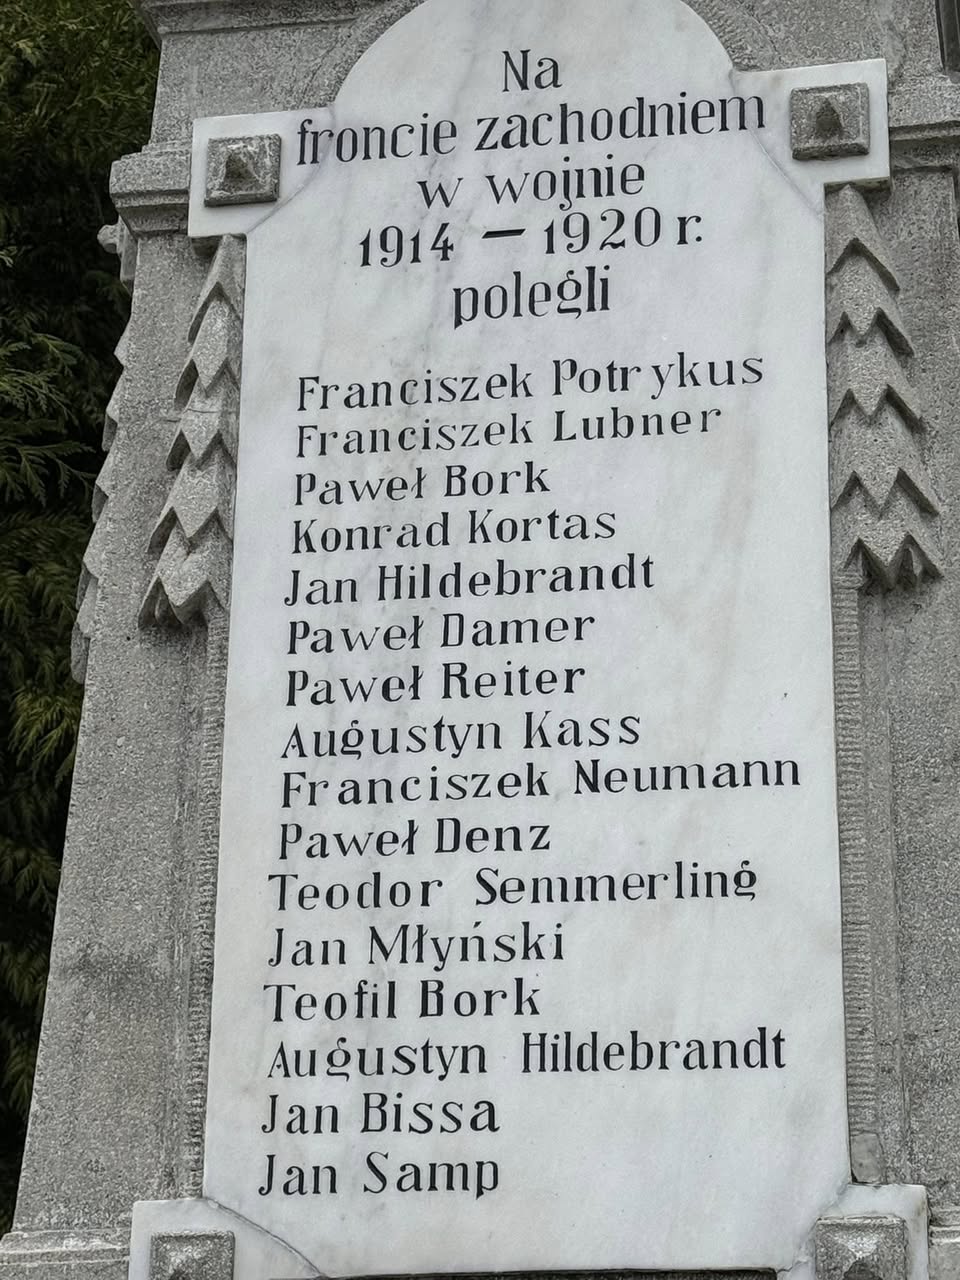 Na
froncie zachodniem
w wojnie
1914 — 1920 r.
polegli
Franciszek Potrykus
Franciszek Lubner
Paweł Bork
Konrad Kortas
Jan Hildebrandt
Paweł Damer
Paweł Reiter
Augustyn Kass
Franciszek Neumann
Paweł Denz
Teodor Semmerling
Jan Młyński
Teofil Bork
Augustyn Hildebrandt
Jan Bissa
Jan Samp